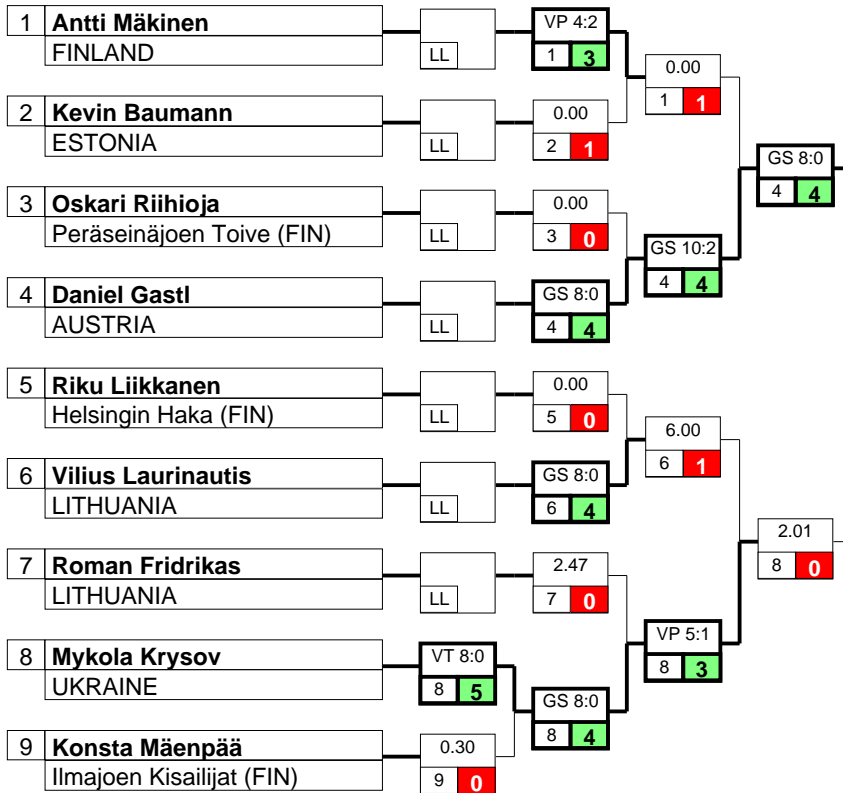 1 Antti Mäkinen
FINLAND
LL
VP 4:2
1 3
0.00
1 1
2 Kevin Baumann
ESTONIA
LL
0.00
2 1
GS 8:0
4 4
3 Oskari Riihioja
Peräseinäjoen Toive (FIN)
LL
0.00
3 0
GS 10:2
4 4
4 Daniel Gastl
AUSTRIA
LL
GS 8:0
4 4
5 Riku Liikkanen
Helsingin Haka (FIN)
LL
0.00
5 0
6.00
6 1
6 Vilius Laurinautis
LITHUANIA
LL
GS 8:0
6 4
2.01
8 0
7 Roman Fridrikas
LITHUANIA
LL
2.47
7 0
VP 5:1
8 3
8 Mykola Krysov
UKRAINE
VT 8:0
8 5
GS 8:0
8 4
9 Konsta Mäenpää
Ilmajoen Kisailijat (FIN)
0.30
9 0